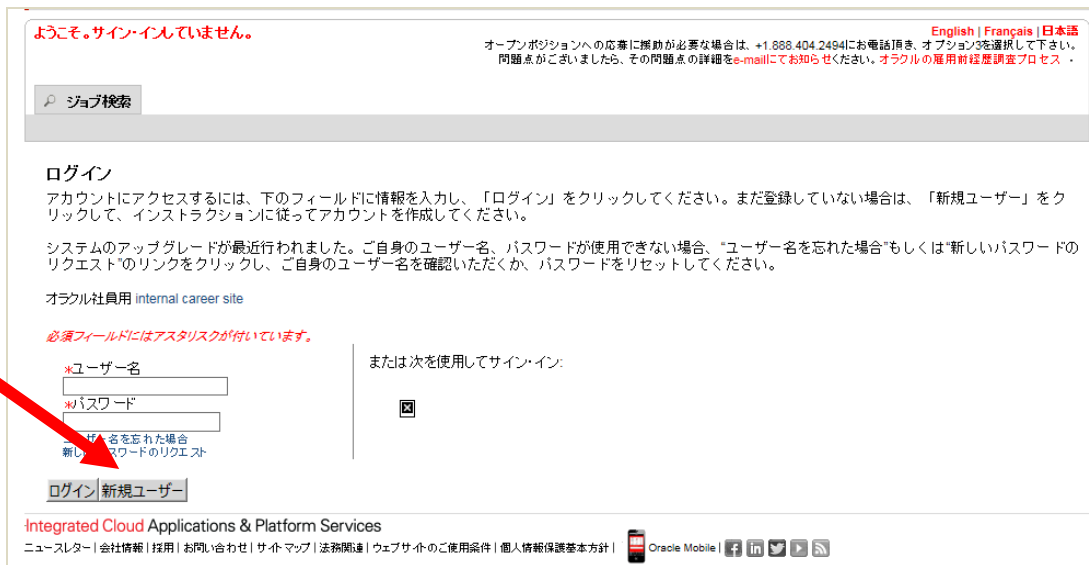 ようこそ。サイン・インしていません。
English | Français | 日本語
オープンポジションへの応募に援助が必要な場合は、+1.888.404.2494にお電話頂き、オプション3を選択して下さい。
問題点がございましたら、その問題点の詳細をe-mailにてお知らせください。オラクルの雇用前経歴調査プロセス ・
ジョブ検索
ログイン
アカウントにアクセスするには、下のフィールドに情報を入力し、「ログイン」をクリックしてください。まだ登録していない場合は、「新規ユーザー」をク
リックして、インストラクションに従ってアカウントを作成してください。
システムのアップグレードが最近行われました。ご自身のユーザー名、パスワードが使用できない場合、“ユーザー名を忘れた場合”もしくは“新しいパスワードの
リクエスト”のリンクをクリックし、ご自身のユーザー名を確認いただくか、パスワードをリセットしてください。
オラクル社員用 internal career site
必須フィールドにはアスタリスクが付いています。
*ユーザー名
または次を使用してサイン・イン:
*パスワード
ユーザー名を忘れた場合
新しいパスワードのリクエスト
ログイン 新規ユーザー
Integrated Cloud Applications & Platform Services
ニュースレター | 会社情報 | 採用 | お問い合わせ | サイトマップ | 法務関連 | ウェブサイトのご使用条件 | 個人情報保護基本方針 | Oracle Mobile |